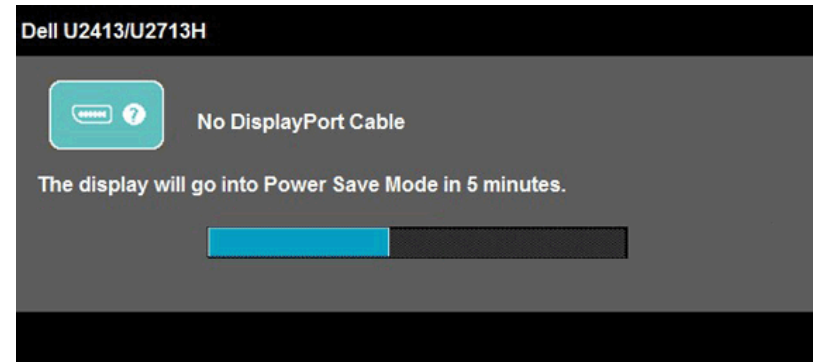 Dell U2413/U2713H
?
No DisplayPort Cable
The display will go into Power Save Mode in 5 minutes.